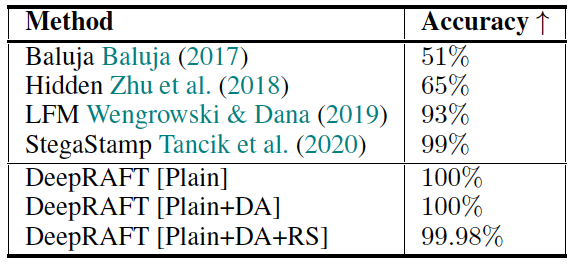 Method Accuracy ↑
Baluja Baluja (2017) 51%
Hidden Zhu et al. (2018) 65%
LFM Wengrowski & Dana (2019) 93%
StegaStamp Tancik et al. (2020) 99%
DeepRAFT [Plain] 100%
DeepRAFT [Plain+DA] 100%
DeepRAFT [Plain+DA+RS] 99.98%